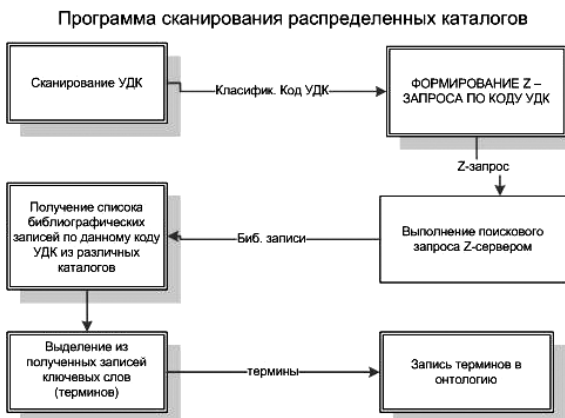 Программа сканирования распределенных каталогов
Сканирование УДК
Класифик. Код УДК
ФОРМИРОВАНИЕ Z –
ЗАПРОСА ПО КОДУ УДК
Z-запрос
Получение списока
библиографических
записей по данному коду
УДК из различных
каталогов
Биб. записи
Выполнение поискового
запроса Z-сервером
Выделение из
полученных записей
ключевых слов
(терминов)
термины
Запись терминов в
онтологию